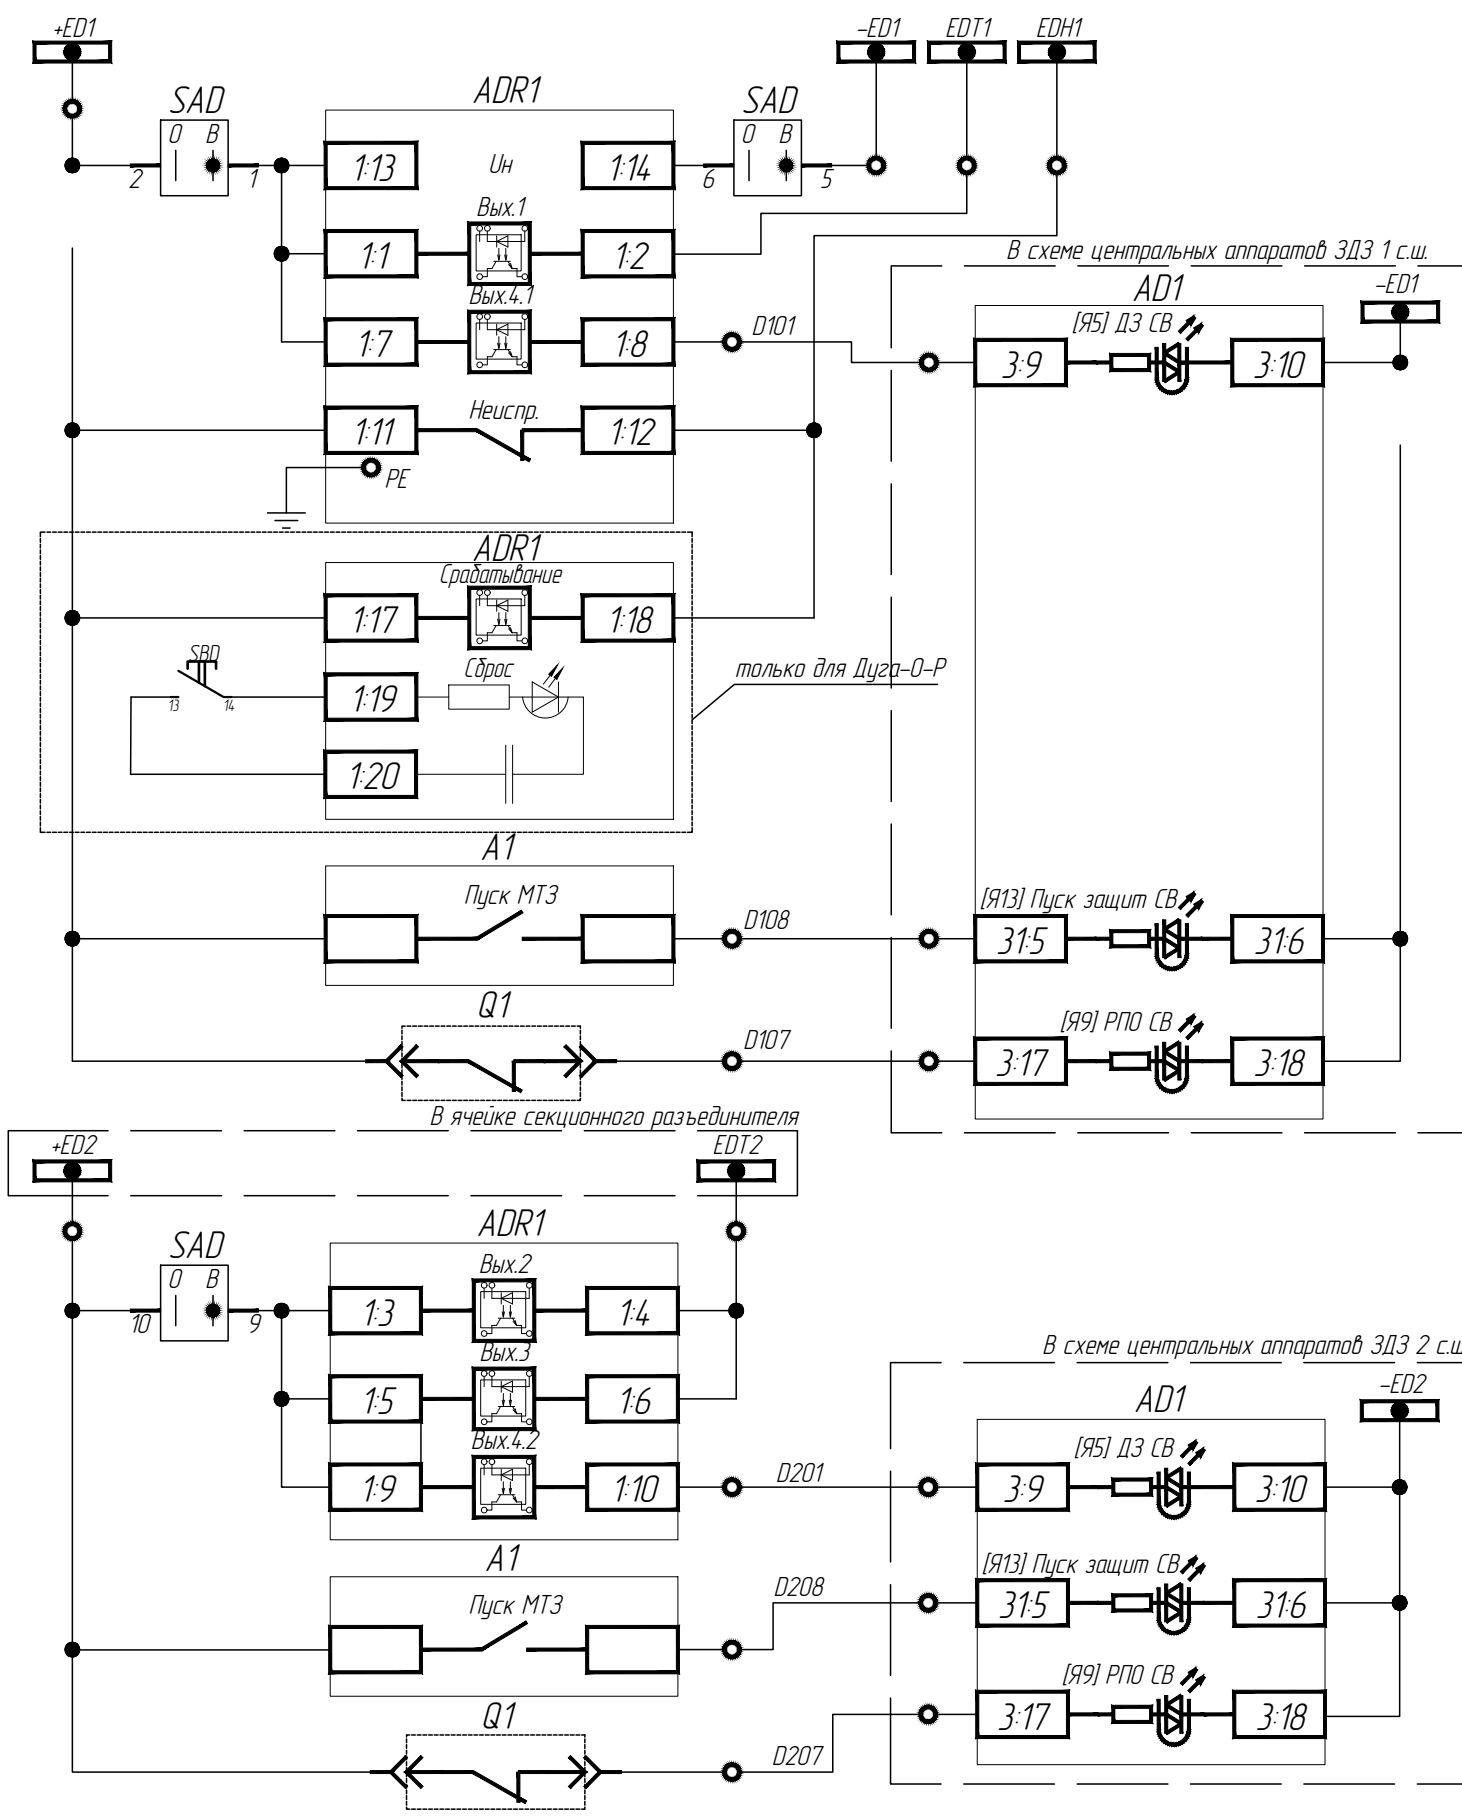 +ED1
-ED1 EDT1 EDH1
SAD ADR1 SAD
O B O B
1:13 Uн 1:14
2 1 6 5
Вых.1
1:1 1:2
В схеме центральных аппаратов ЗДЗ 1 с.ш.
AD1 -ED1
Вых.4.1
[Я5] ДЗ СВ
1:7 1:8 D101
3:9 3:10
Неиспр.
1:11 1:12
PE
ADR1
Срабатывание
1:17 1:18
SBD
Сброс
только для Дуга-О-Р
13 14
1:19
1:20
A1
Пуск МТЗ
[Я13] Пуск защит СВ
D108
31:5 31:6
Q1
[Я9] РПО СВ
D107
3:17 3:18
В ячейке секционного разъединителя
+ED2 EDT2
SAD ADR1
O B
Вых.2
1:3 1:4
10 9
Вых.3
В схеме центральных аппаратов ЗДЗ 2 с.ш
1:5 1:6
AD1 -ED2
Вых.4.2
[Я5] ДЗ СВ
1:9 1:10 D201
3:9 3:10
A1
[Я13] Пуск защит СВ
D208
31:5 31:6
Пуск МТЗ
[Я9] РПО СВ
Q1
3:17 3:18
D207